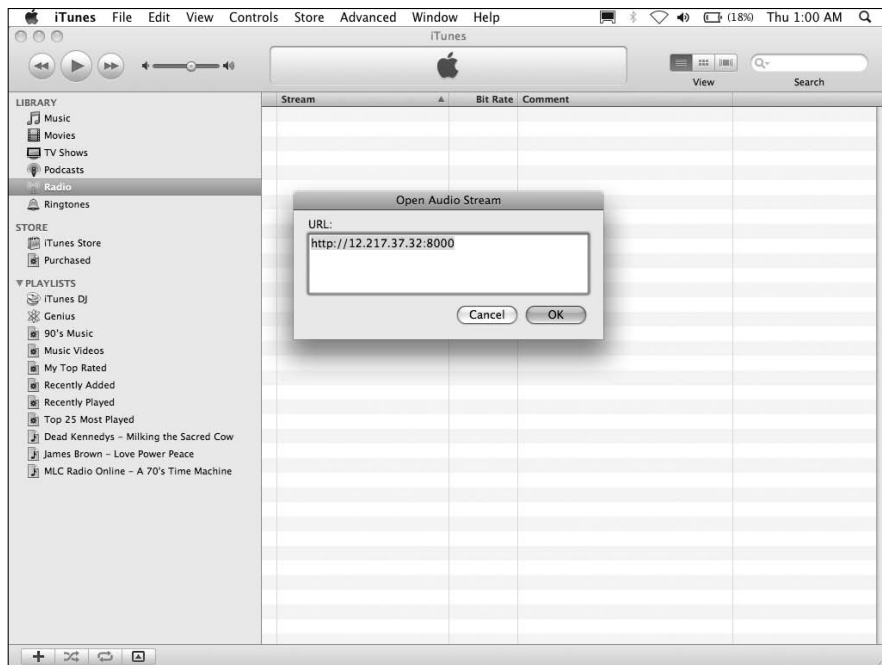 iTunes File Edit View Controls Store Advanced Window Help (18%) Thu 1:00 AM
iTunes
View Search
LIBRARY
Music
Movies
TV Shows
Podcasts
Radio
Ringtones
STORE
iTunes Store
Purchased
PLAYLISTS
iTunes DJ
Genius
90's Music
Music Videos
My Top Rated
Recently Added
Recently Played
Top 25 Most Played
Dead Kennedys – Milking the Sacred Cow
James Brown – Love Power Peace
MLC Radio Online – A 70's Time Machine
Stream Bit Rate Comment
Open Audio Stream
URL:
http://12.217.37.32:8000
Cancel OK